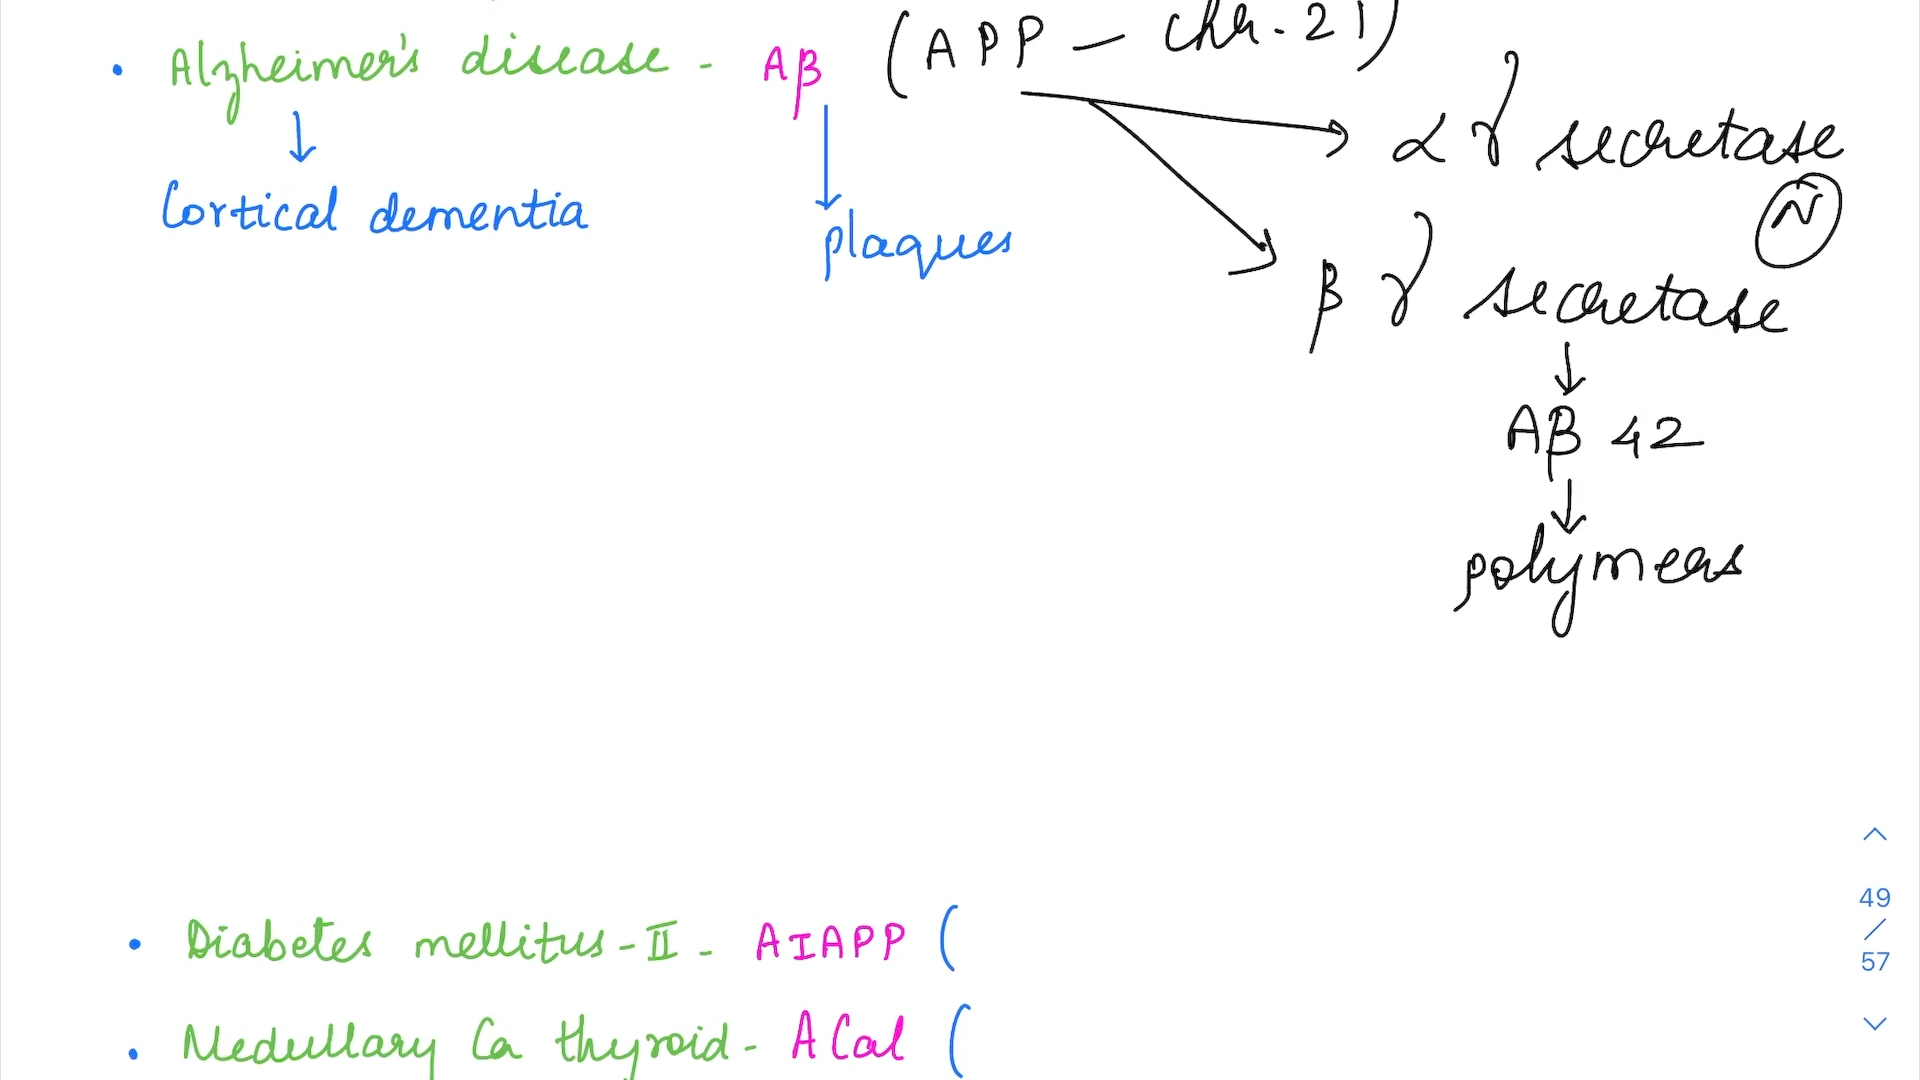 • Alzheimer's disease - Aβ (APP – chr. 21)
↓
Cortical dementia
↓
plaques
→ α γ secretase
N
β γ secretase
↓
Aβ 42
↓
polymers
• Diabetes mellitus - II - AIAPP (
• Medullary Ca thyroid - ACal (
49
/
57